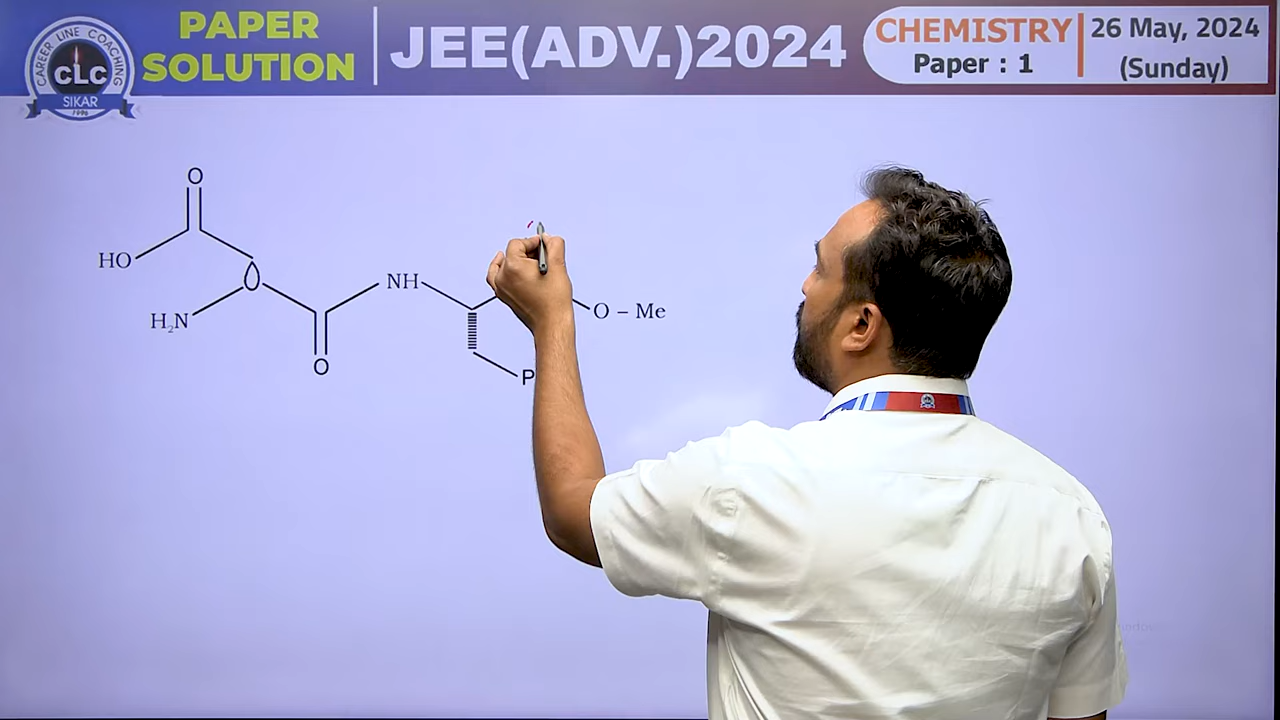 CAREER LINE COACHING
CLC
SIKAR
1996
PAPER
SOLUTION
JEE(ADV.)2024
CHEMISTRY
Paper : 1
26 May, 2024
(Sunday)
O
HO
H₂N
O
NH
P
O – Me